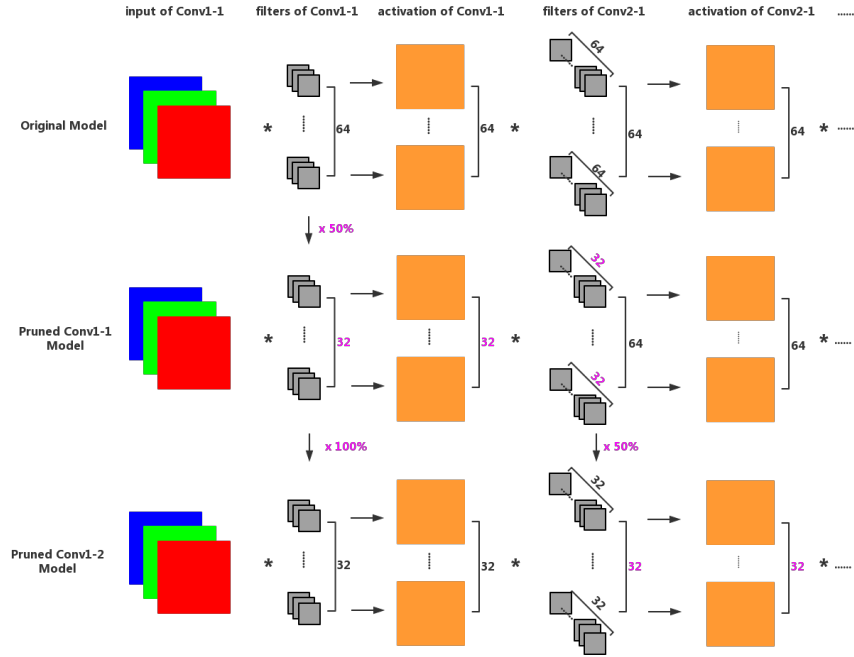 input of Conv1-1 filters of Conv1-1 activation of Conv1-1 filters of Conv2-1 activation of Conv2-1 ......
64
Original Model * 64 64 * 64 64 * ......
64
x 50%
32
Pruned Conv1-1 * 32 32 * 64 64 * ......
Model
32
x 100% x 50%
32
Pruned Conv1-2 * 32 32 * 32 32 * ......
Model
32